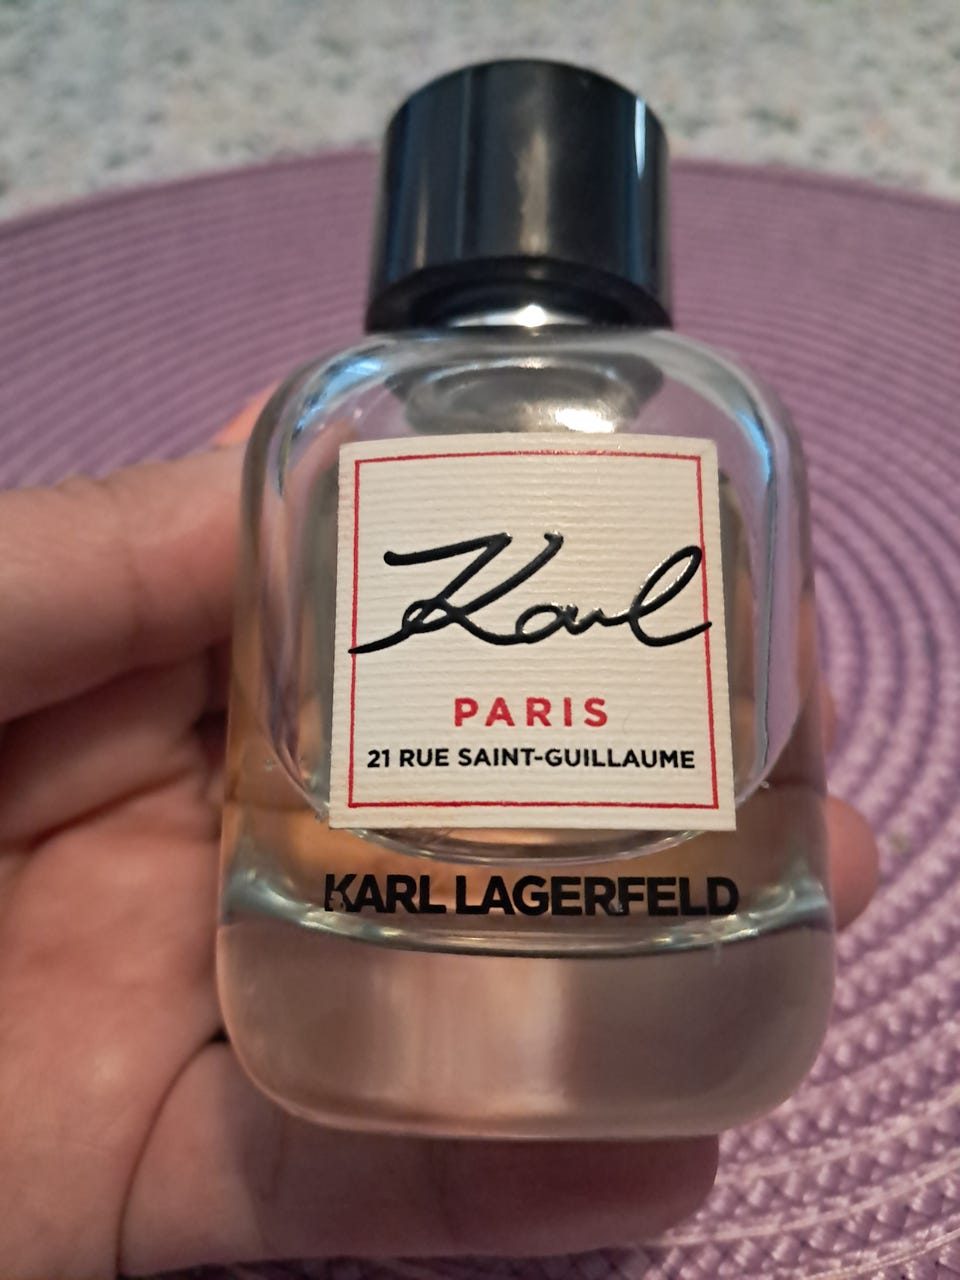 Karl
PARIS
21 RUE SAINT-GUILLAUME
KARL LAGERFELD